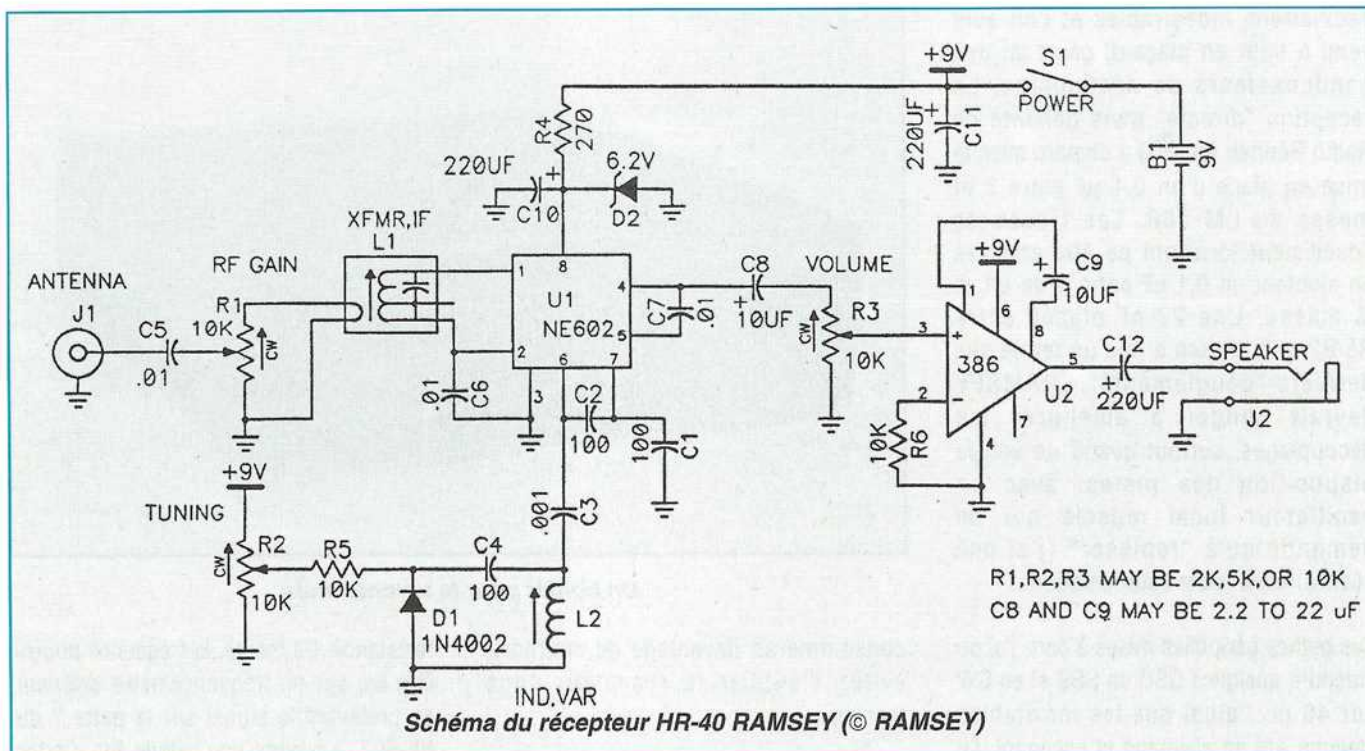 +9V
S1
POWER
R4
270
220UF
+
C11
B1
9V
220UF
+
C10
6.2V
D2
XFMR,IF
L1
ANTENNA
J1
RF GAIN
R1
10K
CW
C5
.01
1
8
U1
NE602
4
5
2
6
7
3
.01
C6
C7
.01
C8
+
10UF
VOLUME
R3
CW
10K
+9V
+
C9
10UF
1
6
8
3
386
5
2
U2
4
7
C12
+
220UF
SPEAKER
J2
10K
R6
C2
100
100
C1
+9V
TUNING
R2
CW
10K
R5
10K
C4
100
.001
C3
D1
1N4002
L2
IND,VAR
R1,R2,R3 MAY BE 2K,5K,OR 10K
C8 AND C9 MAY BE 2.2 TO 22 uF
Schéma du récepteur HR-40 RAMSEY (© RAMSEY)